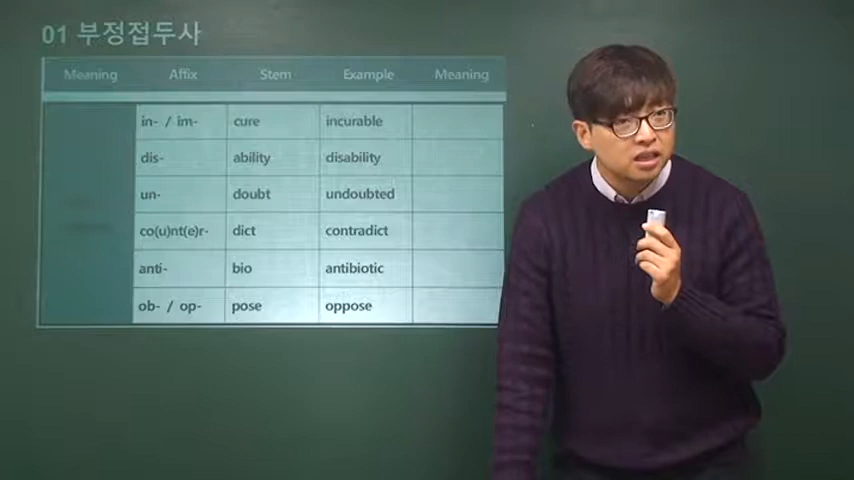 01 부정접두사
Meaning Affix Stem Example Meaning
in- / im- cure incurable
dis- ability disability
un- doubt undoubted
co(u)nt(e)r- dict contradict
anti- bio antibiotic
ob- / op- pose oppose